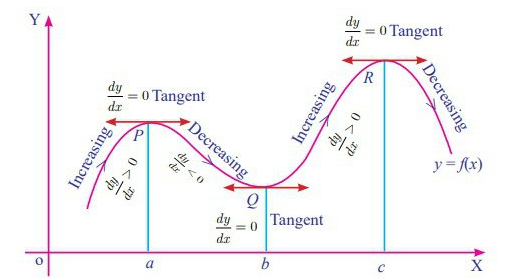 Y
dy/dx = 0 Tangent
R
Decreasing
dy/dx = 0 Tangent
Increasing
P
dy/dx > 0
Decreasing
dy/dx < 0
Increasing
dy/dx > 0
y = f(x)
Q
dy/dx = 0 Tangent
o
a
b
c
X